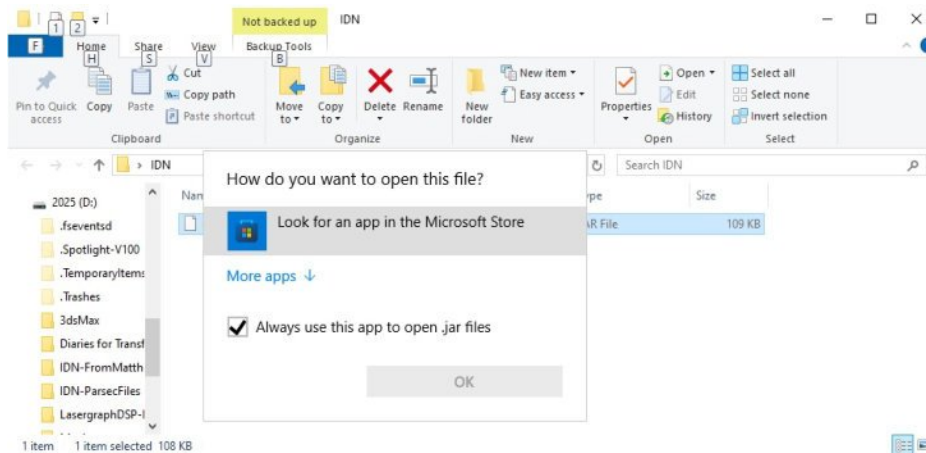 1 2
Not backed up IDN
F Home Share View Backup Tools
H S V B
Pin to Quick access
Copy
Paste
Cut
Copy path
Paste shortcut
Clipboard
Move to
Copy to
Delete
Rename
Organize
New folder
New item
Easy access
New
Properties
Open
Edit
History
Open
Select all
Select none
Invert selection
Select
IDN
Search IDN
2025 (D:)
.fseventsd
.Spotlight-V100
.TemporaryItems
.Trashes
3dsMax
Diaries for Transf
IDN-FromMatth
IDN-ParsecFiles
LasergraphDSP-
Nan
ype
Size
AR File
109 KB
How do you want to open this file?
Look for an app in the Microsoft Store
More apps
Always use this app to open .jar files
OK
1 item 1 item selected 108 KB